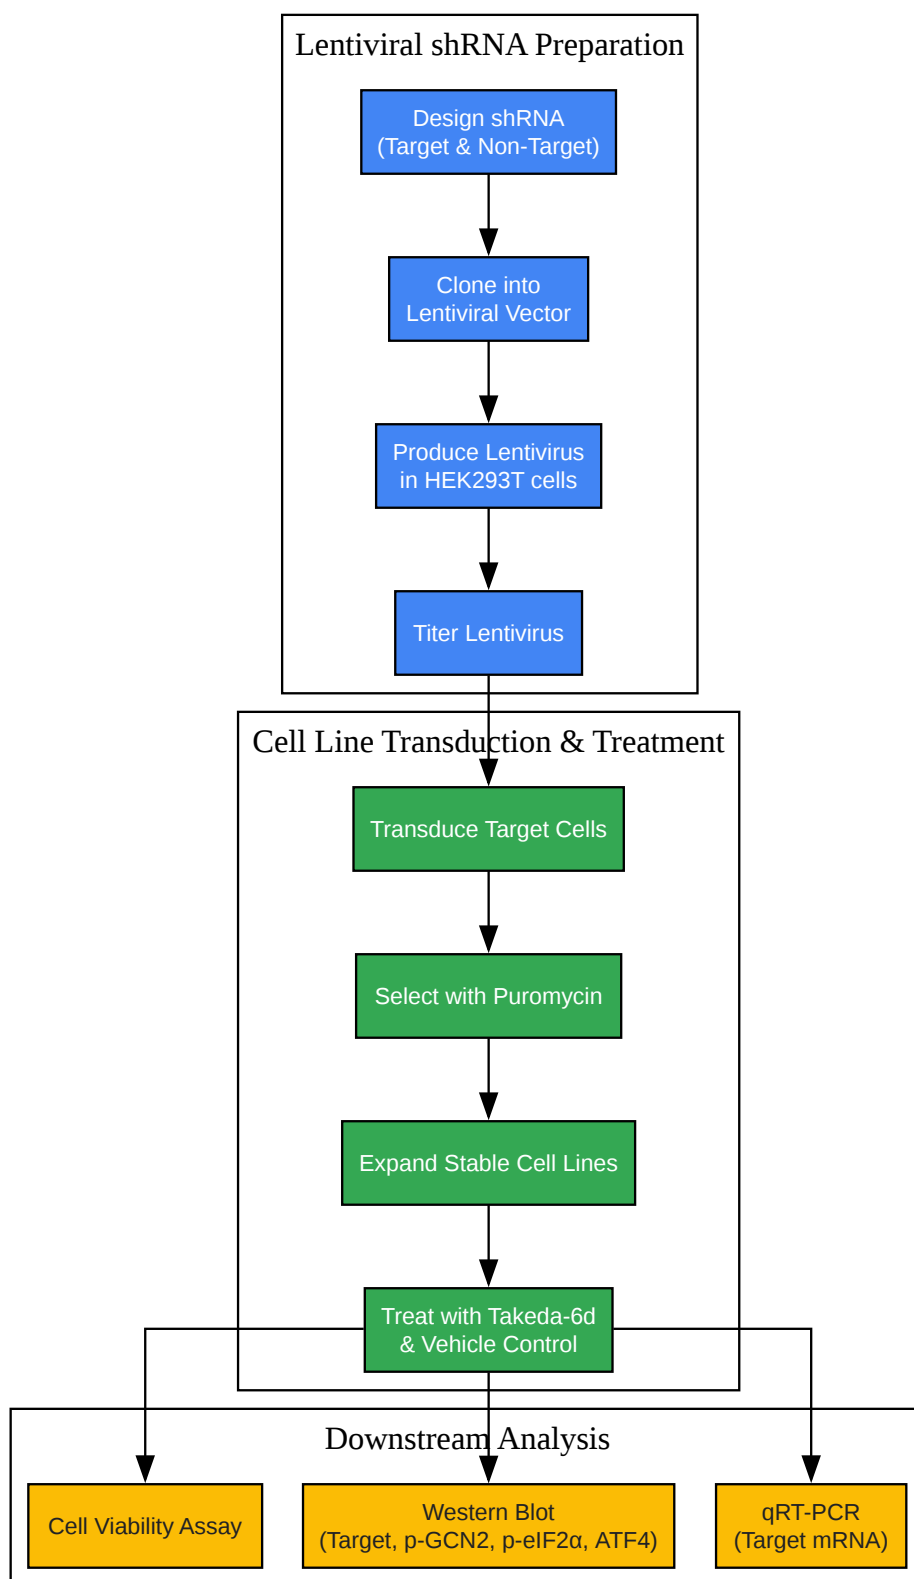 Lentiviral shRNA Preparation
Design shRNA
(Target & Non-Target)
Clone into
Lentiviral Vector
Produce Lentivirus
in HEK293T cells
Titer Lentivirus
Cell Line Transduction & Treatment
Transduce Target Cells
Select with Puromycin
Expand Stable Cell Lines
Treat with Takeda-6d
& Vehicle Control
Downstream Analysis
Cell Viability Assay
Western Blot
(Target, p-GCN2, p-eIF2α, ATF4)
qRT-PCR
(Target mRNA)